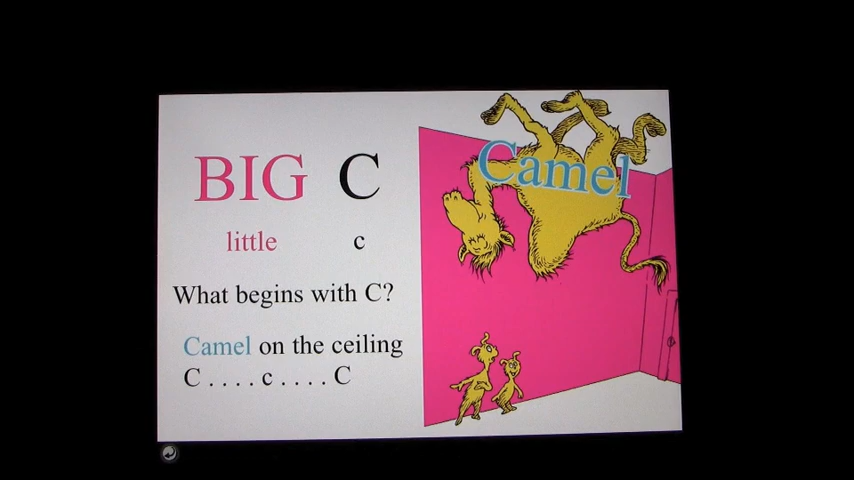 BIG C
little c
What begins with C?
Camel on the ceiling
C . . . . c . . . . C
Camel